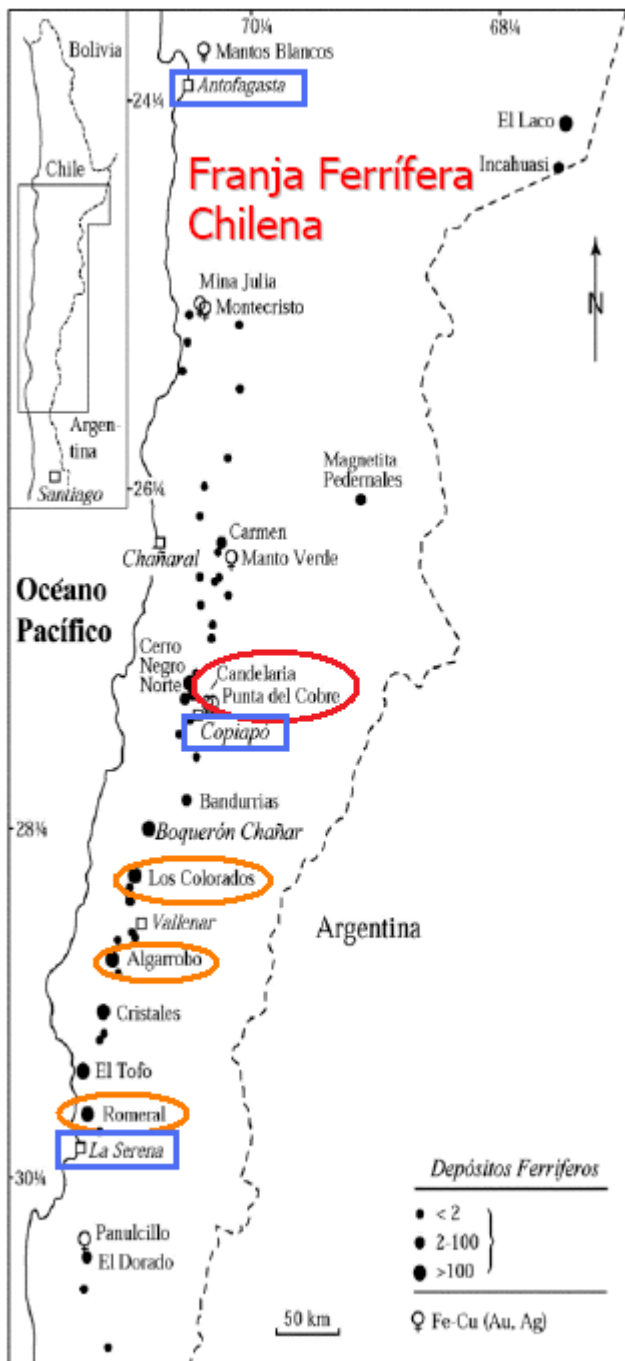 70¼
68¼
Bolivia
Mantos Blancos
Antofagasta
24¼
El Laco
Incahuasi
Chile
Franja Ferrífera
Chilena
Mina Julia
Montecristo
N
Argen-
tina
Santiago
Magnetita
Pedernales
26¼
Carmen
Chañaral
Manto Verde
Océano
Pacífico
Cerro
Negro
Norte
Candelaria
Punta del Cobre
Copiapó
Bandurrias
28¼
Boquerón Chañar
Los Colorados
Vallenar
Argentina
Algarrobo
Cristales
El Tofo
Romeral
La Serena
30¼
Depósitos Ferríferos
< 2
2-100
>100
Panulcillo
El Dorado
50 km
Fe-Cu (Au, Ag)